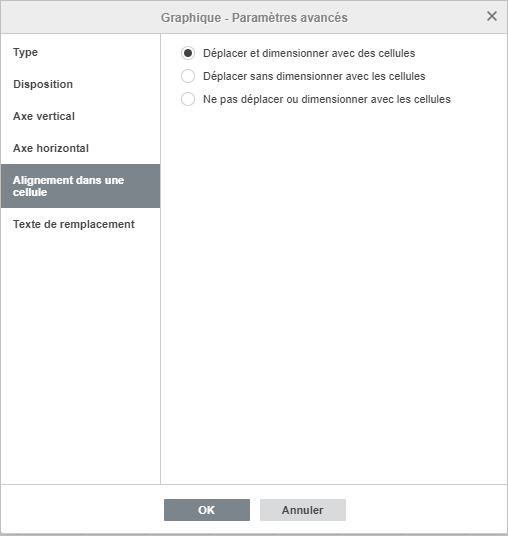 Graphique - Paramètres avancés
Type
Disposition
Axe vertical
Axe horizontal
Alignement dans une
cellule
Texte de remplacement
Déplacer et dimensionner avec des cellules
Déplacer sans dimensionner avec les cellules
Ne pas déplacer ou dimensionner avec les cellules
OK
Annuler